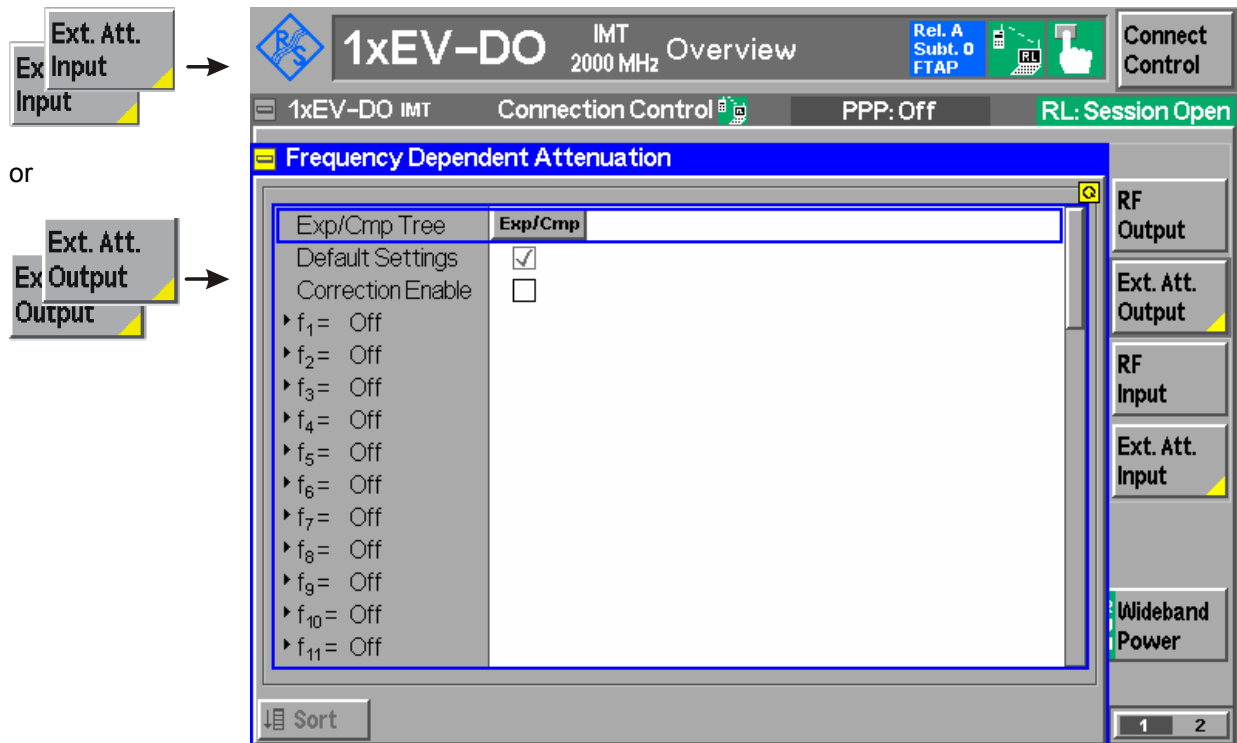 Ext. Att.
Input
Ex
Input
or
Ext. Att.
Output
Ex
Output
R&S
1xEV-DO
IMT
2000 MHz
Overview
Rel. A
Subt. 0
FTAP
Connect
Control
1xEV-DO IMT
Connection Control
PPP: Off
RL: Session Open
Frequency Dependent Attenuation
Exp/Cmp Tree
Exp/Cmp
Default Settings
Correction Enable
f1= Off
f2= Off
f3= Off
f4= Off
f5= Off
f6= Off
f7= Off
f8= Off
f9= Off
f10= Off
f11= Off
Sort
RF
Output
Ext. Att.
Output
RF
Input
Ext. Att.
Input
Wideband
Power
1 2